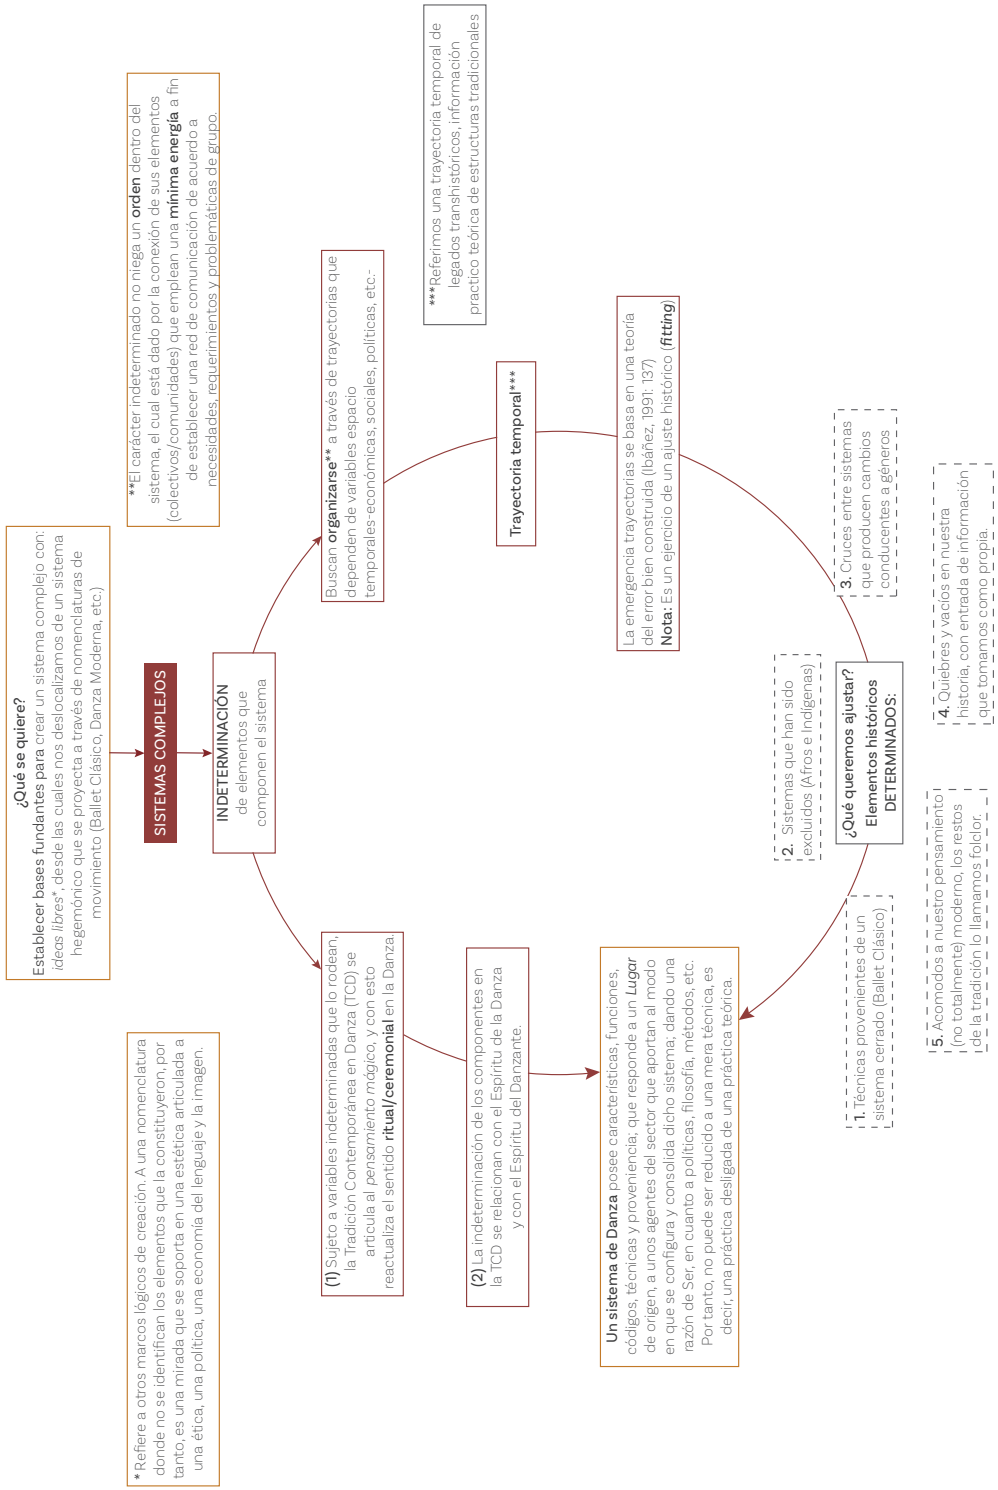 ¿Qué se quiere?
Establecer bases fundantes para crear un sistema complejo con:
ideas libres*, desde las cuales nos deslocalizamos de un sistema
hegemónico que se proyecta a través de nomenclaturas de
movimiento (Ballet Clásico, Danza Moderna, etc.)
* Refiere a otros marcos lógicos de creación. A una nomenclatura
donde no se identifican los elementos que la constituyeron, por
tanto, es una mirada que se soporta en una estética articulada a
una ética, una política, una economía del lenguaje y la imagen.
SISTEMAS COMPLEJOS
**El carácter indeterminado no niega un orden dentro del
sistema, el cual está dado por la conexión de sus elementos
(colectivos/comunidades) que emplean una mínima energía a fin
de establecer una red de comunicación de acuerdo a
necesidades, requerimientos y problemáticas de grupo.
INDETERMINACIÓN
de elementos que
componen el sistema
(1) Sujeto a variables indeterminadas que lo rodean,
la Tradición Contemporánea en Danza (TCD) se
articula al pensamiento mágico, y con esto
reactualiza el sentido ritual/ceremonial en la Danza.
Buscan organizarse** a través de trayectorias que
dependen de variables espacio
temporales-económicas, sociales, políticas, etc.-
(2) La indeterminación de los componentes en
la TCD se relacionan con el Espíritu de la Danza
y con el Espíritu del Danzante.
Trayectoria temporal***
***Referimos una trayectoria temporal de
legados transhistóricos, información
practico teórica de estructuras tradicionales
Un sistema de Danza posee características, funciones,
códigos, técnicas y proveniencia; que responde a un Lugar
de origen, a unos agentes del sector que aportan al modo
en que se configura y consolida dicho sistema; dando una
razón de Ser, en cuanto a políticas, filosofía, métodos, etc.
Por tanto, no puede ser reducido a una mera técnica, es
decir, una práctica desligada de una práctica teórica.
La emergencia trayectorias se basa en una teoría
del error bien construida (Ibáñez, 1991: 137)
Nota: Es un ejercicio de un ajuste histórico (fitting)
¿Qué queremos ajustar?
Elementos históricos
DETERMINADOS:
1. Técnicas provenientes de un
sistema cerrado (Ballet Clásico)
2. Sistemas que han sido
excluidos (Afros e Indígenas)
3. Cruces entre sistemas
que producen cambios
conducentes a géneros
4. Quiebres y vacíos en nuestra
historia, con entrada de información
que tomamos como propia.
5. Acomodos a nuestro pensamiento
(no totalmente) moderno, los restos
de la tradición lo llamamos folclor.